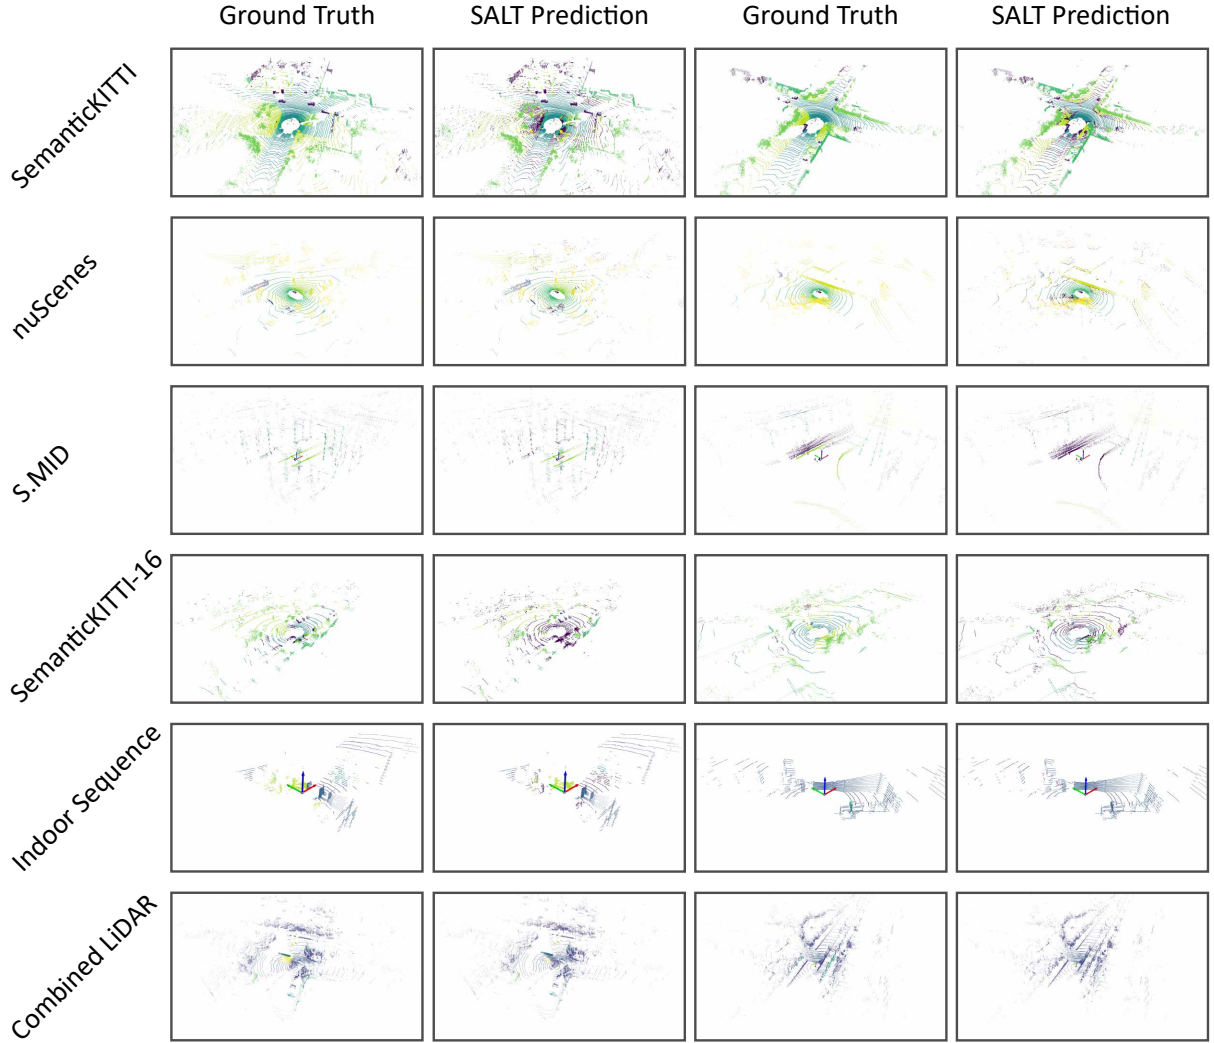 Ground Truth SALT Prediction Ground Truth SALT Prediction
SemanticKITTI
nuScenes
S.MID
SemanticKITTI-16
Indoor Sequence
Combined LiDAR